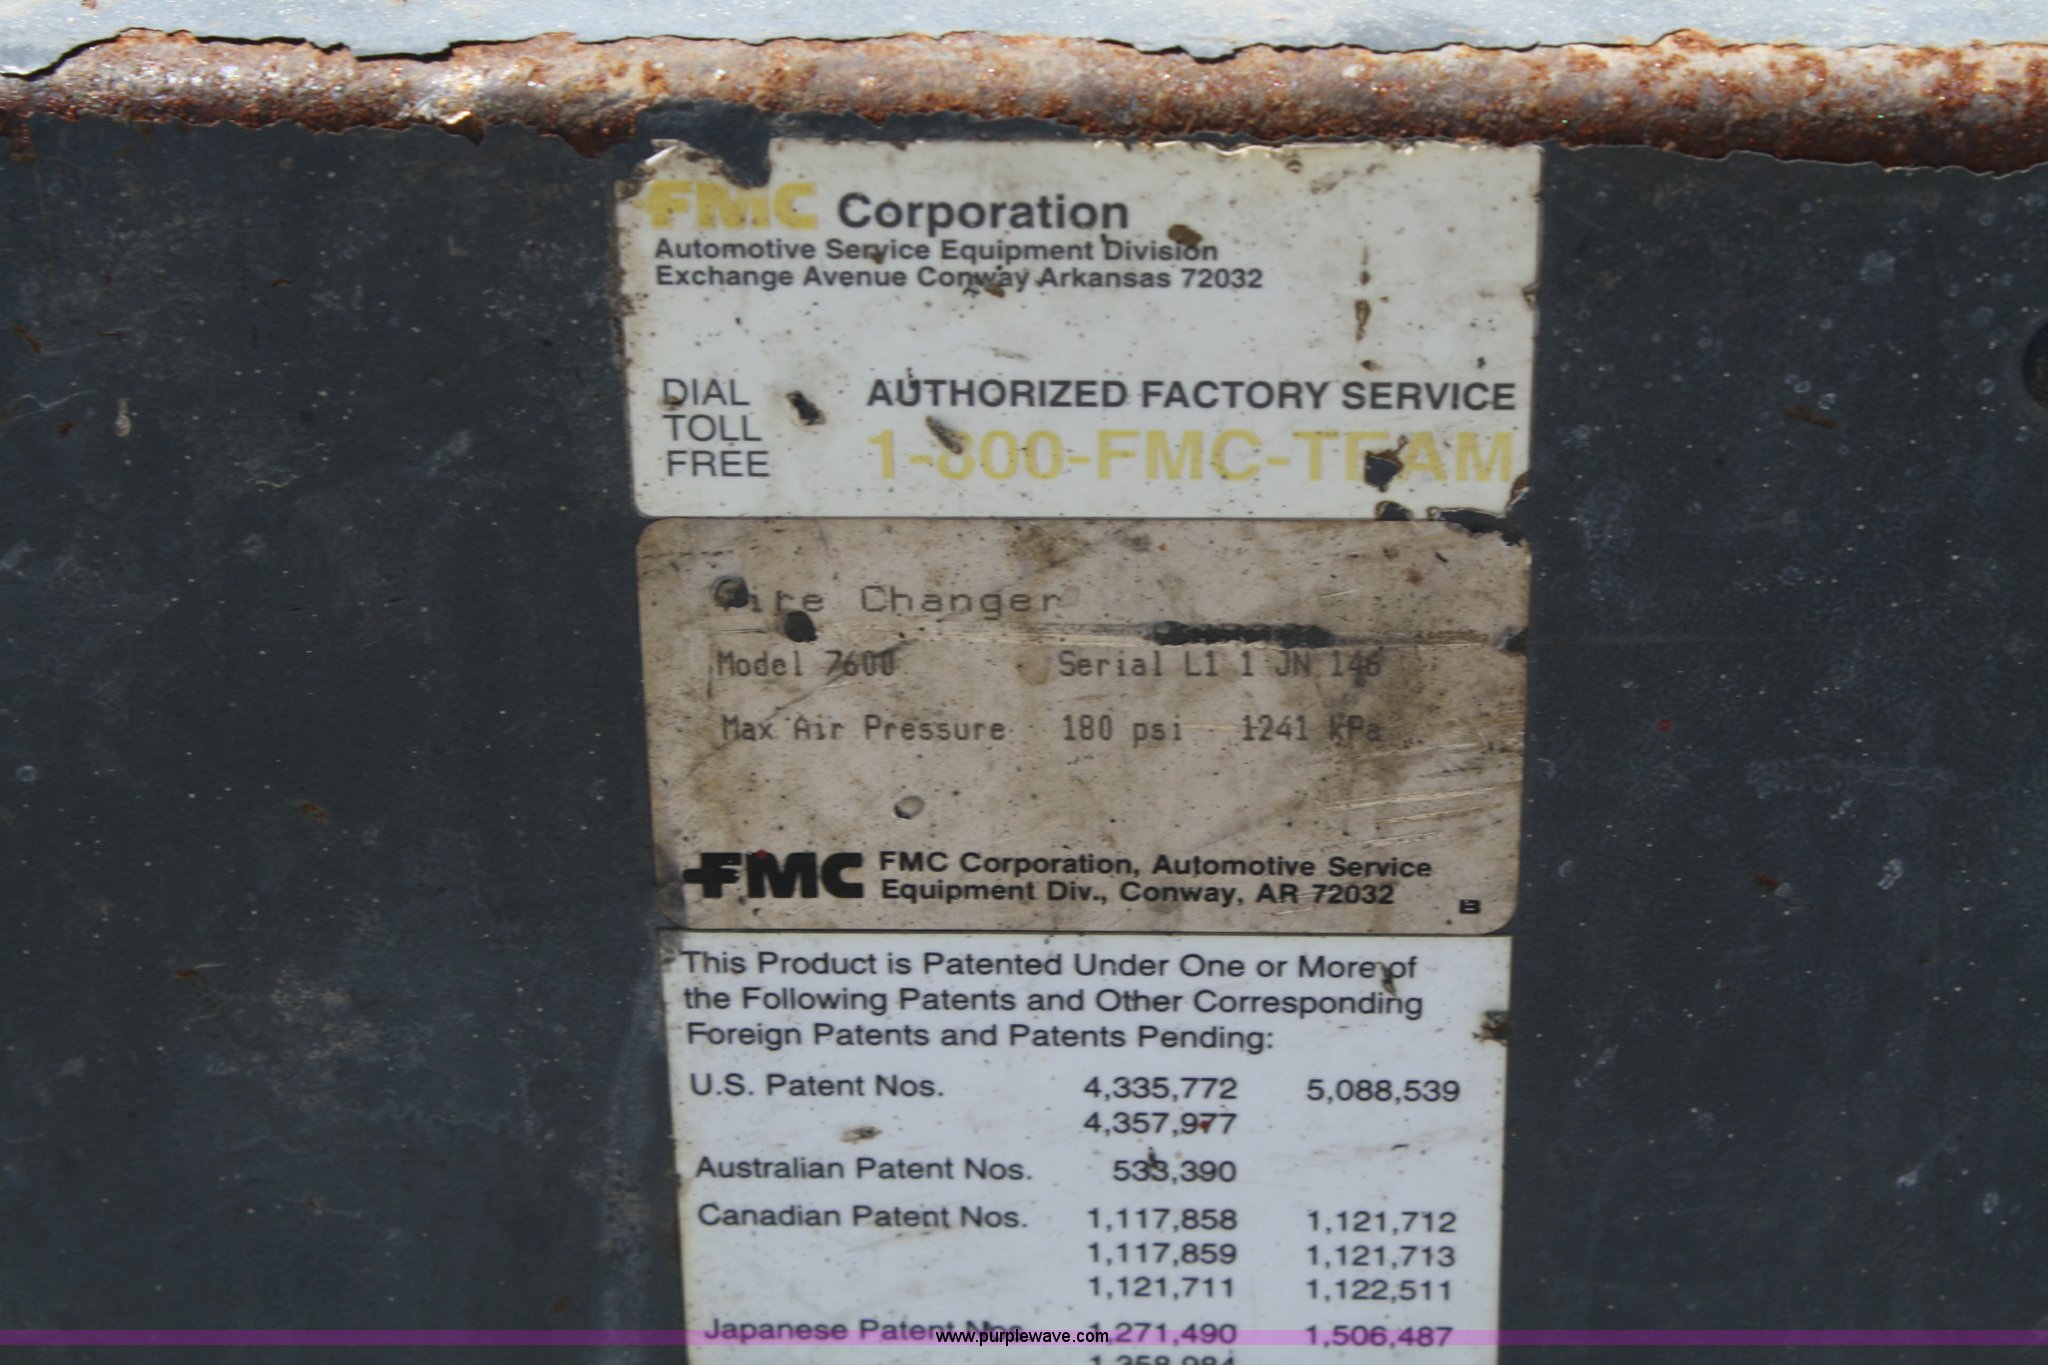 FMC Corporation
Automotive Service Equipment Division
Exchange Avenue Conway Arkansas 72032
DIAL
TOLL
FREE
AUTHORIZED FACTORY SERVICE
1-800-FMC-TEAM
Tire Changer
Model 7600 Serial L1 1 JN 146
Max Air Pressure 180 psi 1241 kPa
FMC FMC Corporation, Automotive Service
Equipment Div., Conway, AR 72032 B
This Product is Patented Under One or More of
the Following Patents and Other Corresponding
Foreign Patents and Patents Pending:
U.S. Patent Nos. 4,335,772 5,088,539
4,357,977
Australian Patent Nos. 533,390
Canadian Patent Nos. 1,117,858 1,121,712
1,117,859 1,121,713
1,121,711 1,122,511
Japanese Patent Nos. 1,271,490 1,506,487
www.purplewave.com